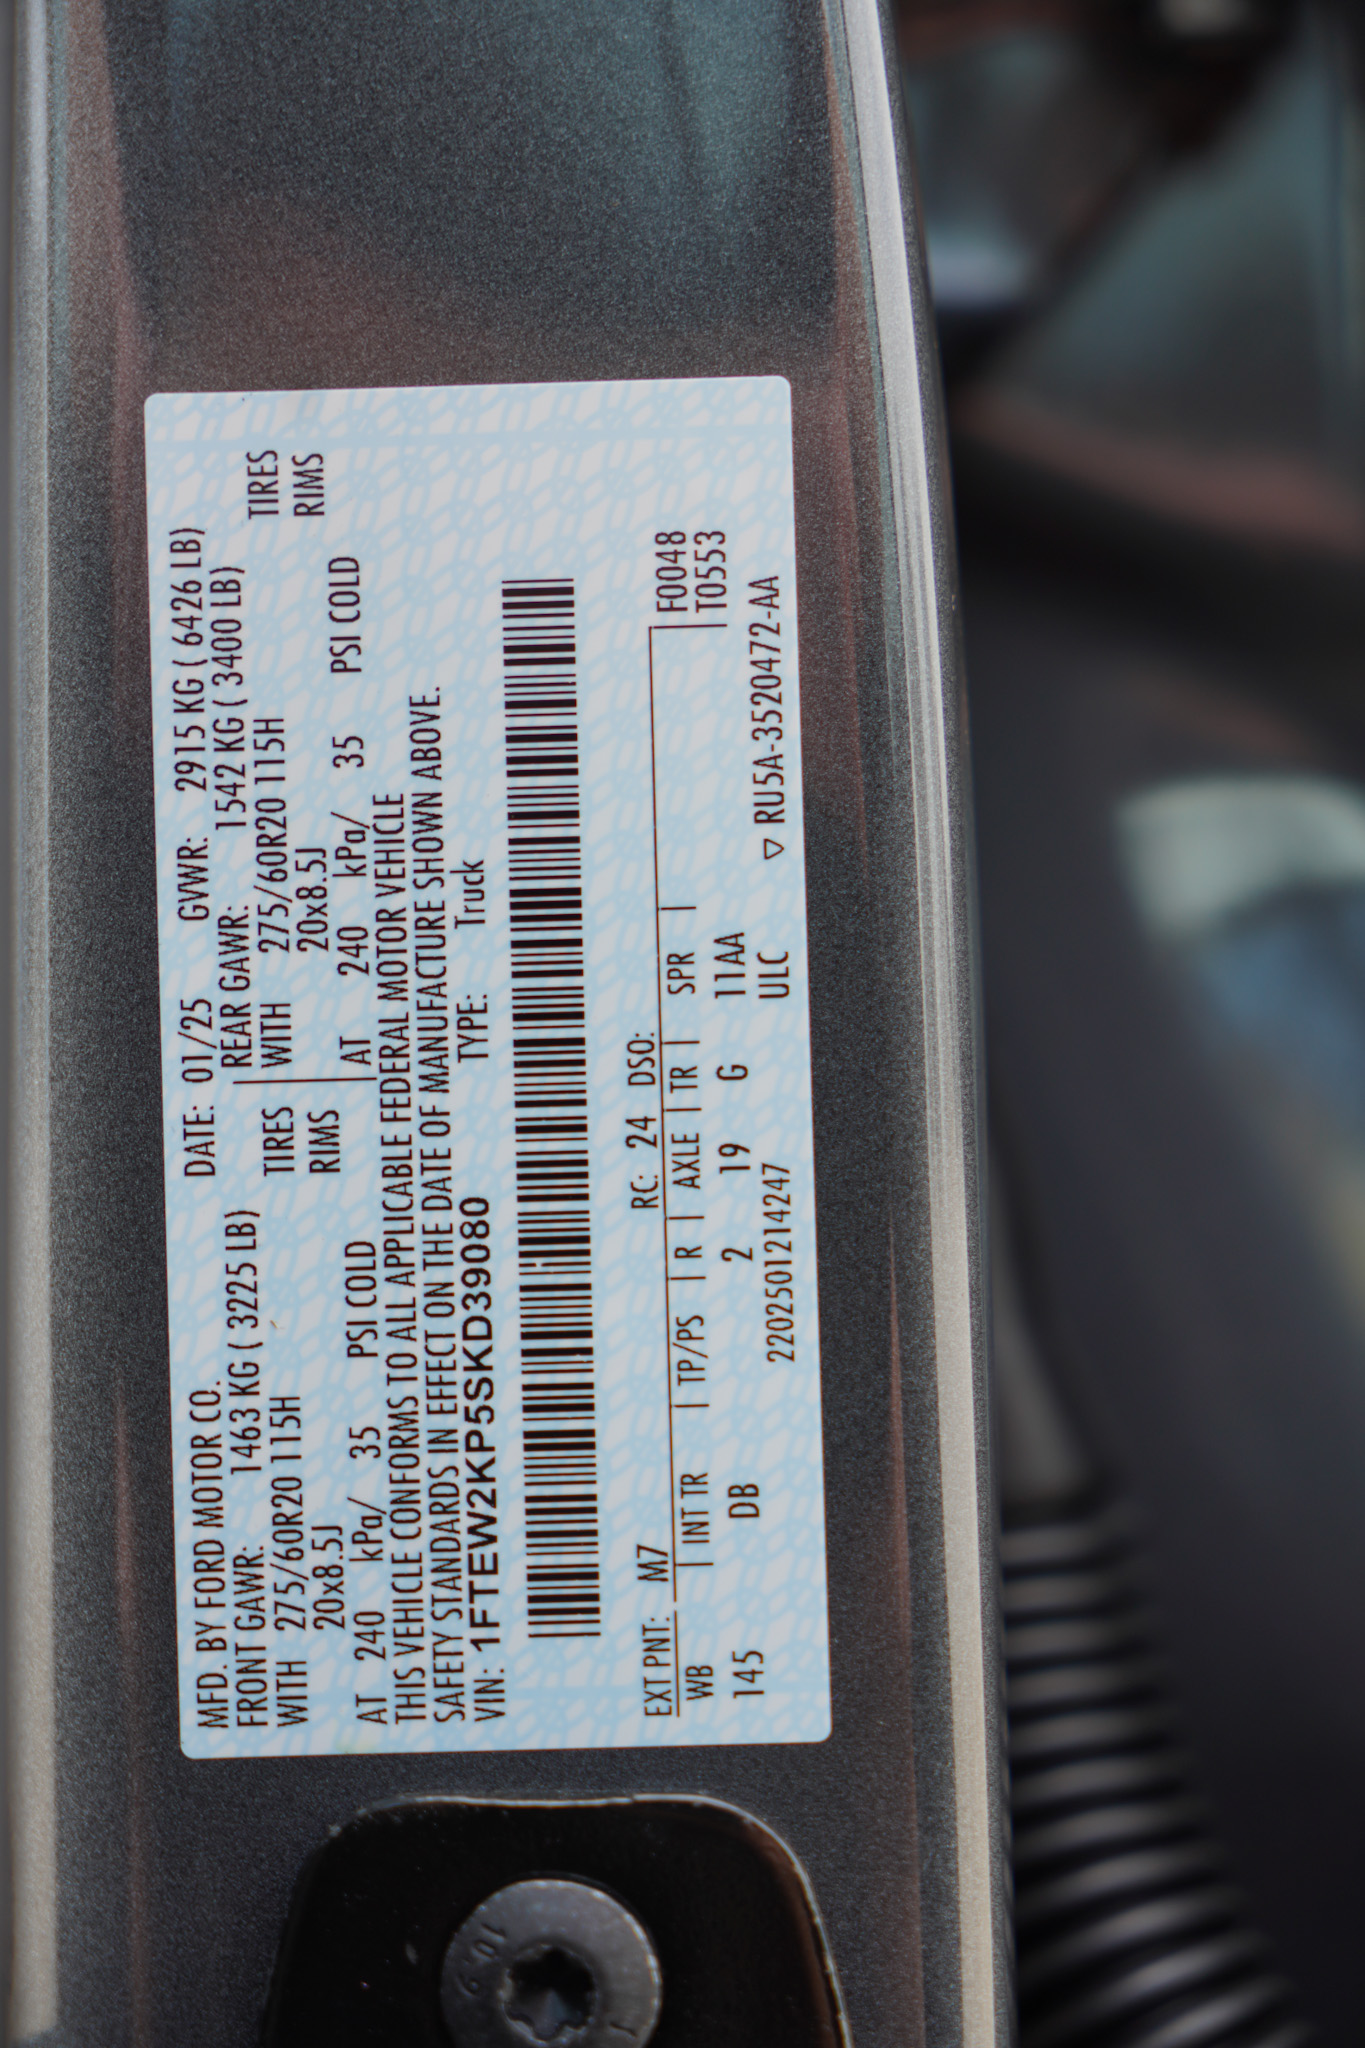 MFD. BY FORD MOTOR CO. DATE: 01/25 GVWR: 2915 KG ( 6426 LB)
FRONT GAWR: 1463 KG ( 3225 LB) REAR GAWR: 1542 KG ( 3400 LB)
WITH 275/60R20 115H TIRES WITH 275/60R20 115H TIRES
20x8.5J RIMS 20x8.5J RIMS
AT 240 kPa/ 35 PSI COLD AT 240 kPa/ 35 PSI COLD
THIS VEHICLE CONFORMS TO ALL APPLICABLE FEDERAL MOTOR VEHICLE
SAFETY STANDARDS IN EFFECT ON THE DATE OF MANUFACTURE SHOWN ABOVE.
VIN: 1FTEW2KP5SKD39080 TYPE: Truck
EXT PNT: M7 RC: 24 DSO: F0048
WB INT TR TP/PS R AXLE TR SPR T0553
145 DB 2 19 G 11AA
220250121424​7 ULC ▽ RU5A-3520472-AA
10.9